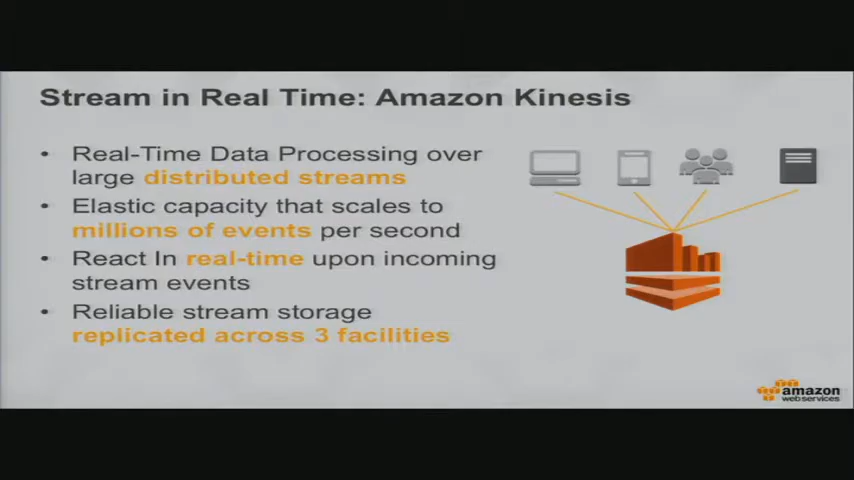 Stream in Real Time: Amazon Kinesis
• Real-Time Data Processing over
large distributed streams
• Elastic capacity that scales to
millions of events per second
• React In real-time upon incoming
stream events
• Reliable stream storage
replicated across 3 facilities
amazon
webservices